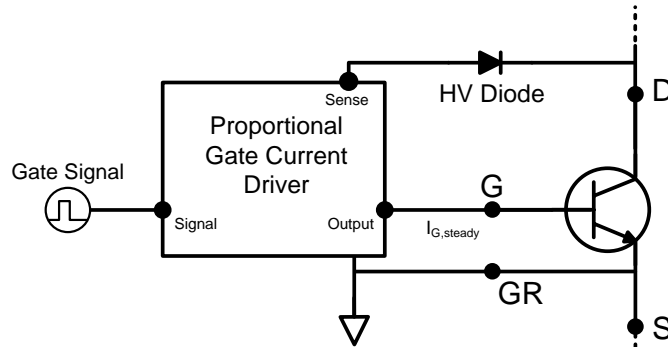 Sense
HV Diode
D
Proportional
Gate Current
Driver
Gate Signal
Signal
Output
G
I_G,steady
GR
S